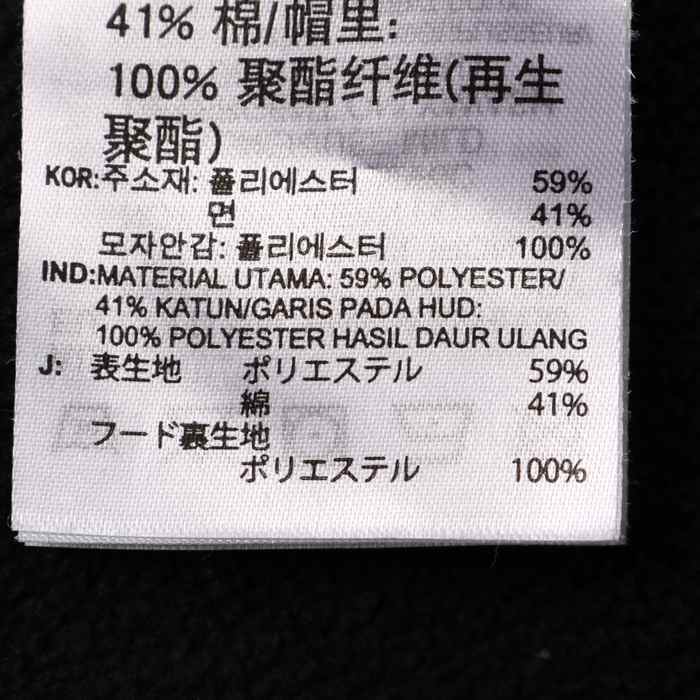 41% 棉/帽里:
100% 聚酯纤维(再生
聚酯)
KOR:주소재: 폴리에스터 59%
면 41%
모자안감: 폴리에스터 100%
IND:MATERIAL UTAMA: 59% POLYESTER/
41% KATUN/GARIS PADA HUD:
100% POLYESTER HASIL DAUR ULANG
J: 表生地 ポリエステル 59%
綿 41%
フード裏生地
ポリエステル 100%